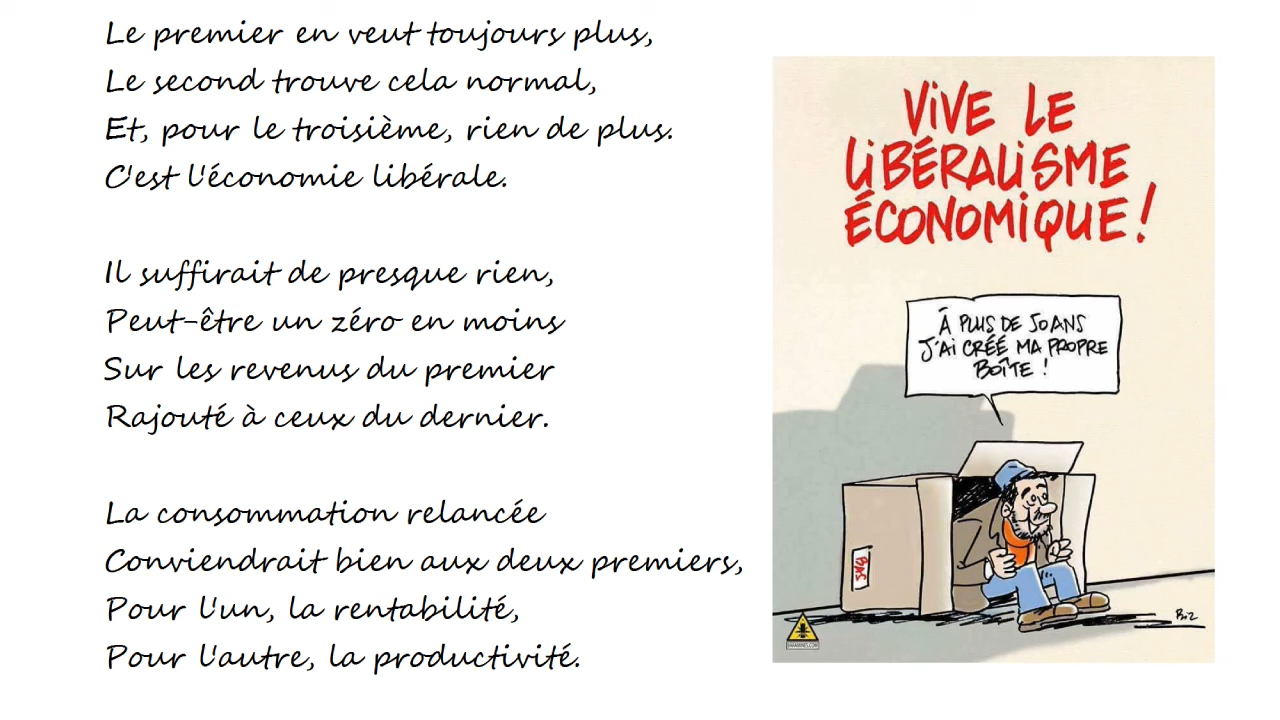 Le premier en veut toujours plus,
Le second trouve cela normal,
Et, pour le troisième, rien de plus.
C'est l'économie libérale.
Il suffirait de presque rien,
Peut-être un zéro en moins
Sur les revenus du premier
Rajouté à ceux du dernier.
La consommation relancée
Conviendrait bien aux deux premiers,
Pour l'un, la rentabilité,
Pour l'autre, la productivité.
VIVE LE
LIBÉRALISME
ÉCONOMIQUE !
À PLUS DE 50 ANS
J'AI CRÉÉ MA PROPRE
BOÎTE !
BAS
Biz